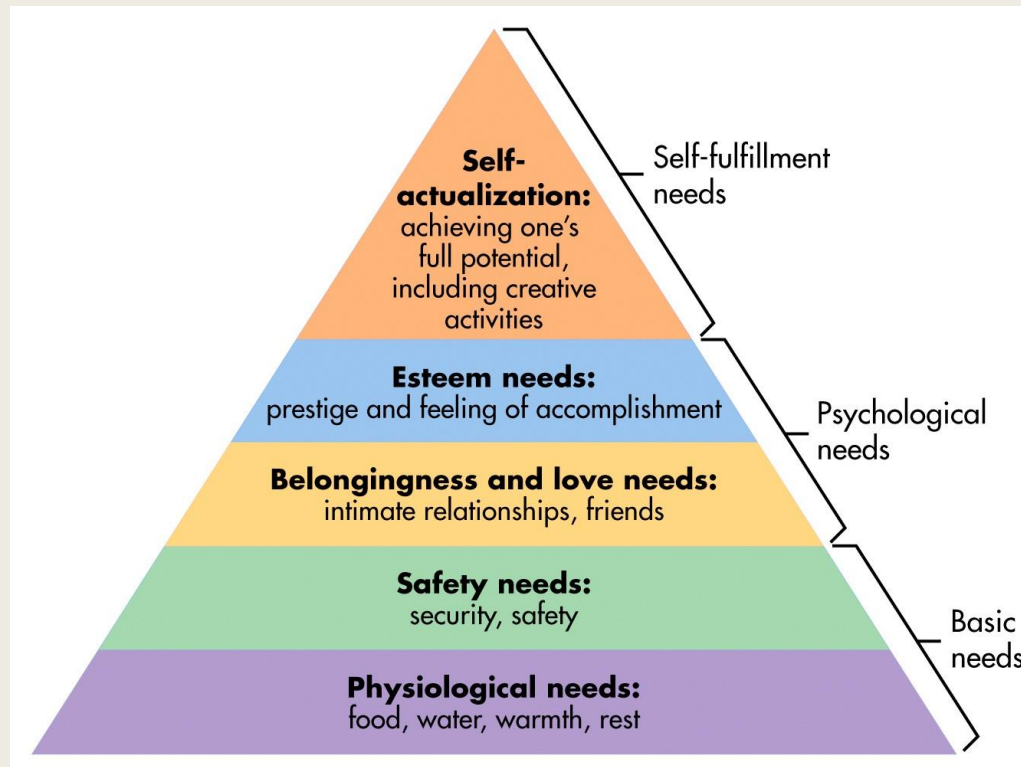 Self-
actualization:
achieving one's
full potential,
including creative
activities
Self-fulfillment
needs
Esteem needs:
prestige and feeling of accomplishment
Psychological
needs
Belongingness and love needs:
intimate relationships, friends
Safety needs:
security, safety
Basic
needs
Physiological needs:
food, water, warmth, rest